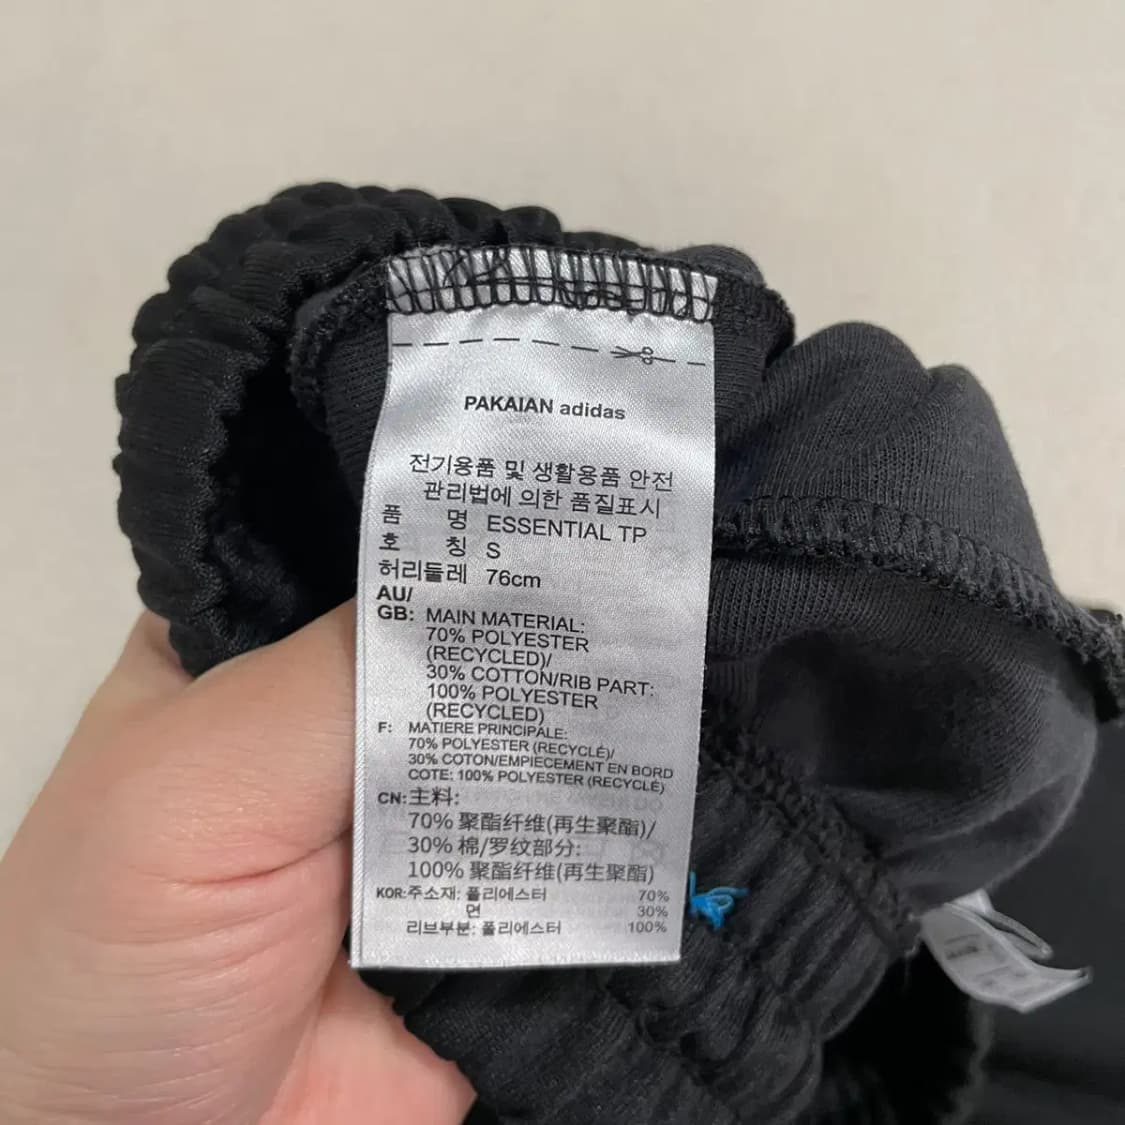 PAKAIAN adidas
전기용품 및 생활용품 안전
관리법에 의한 품질표시
품 명 ESSENTIAL TP
호 칭 S
허리둘레 76cm
AU/
GB: MAIN MATERIAL:
70% POLYESTER
(RECYCLED)/
30% COTTON/RIB PART:
100% POLYESTER
(RECYCLED)
F: MATIERE PRINCIPALE:
70% POLYESTER (RECYCLÉ)/
30% COTON/EMPIECEMENT EN BORD
COTE: 100% POLYESTER (RECYCLÉ)
CN: 主料:
70% 聚酯纤维(再生聚酯)/
30% 棉/罗纹部分:
100% 聚酯纤维(再生聚酯)
KOR: 주소재: 폴리에스터 70%
면 30%
리브부분: 폴리에스터 100%